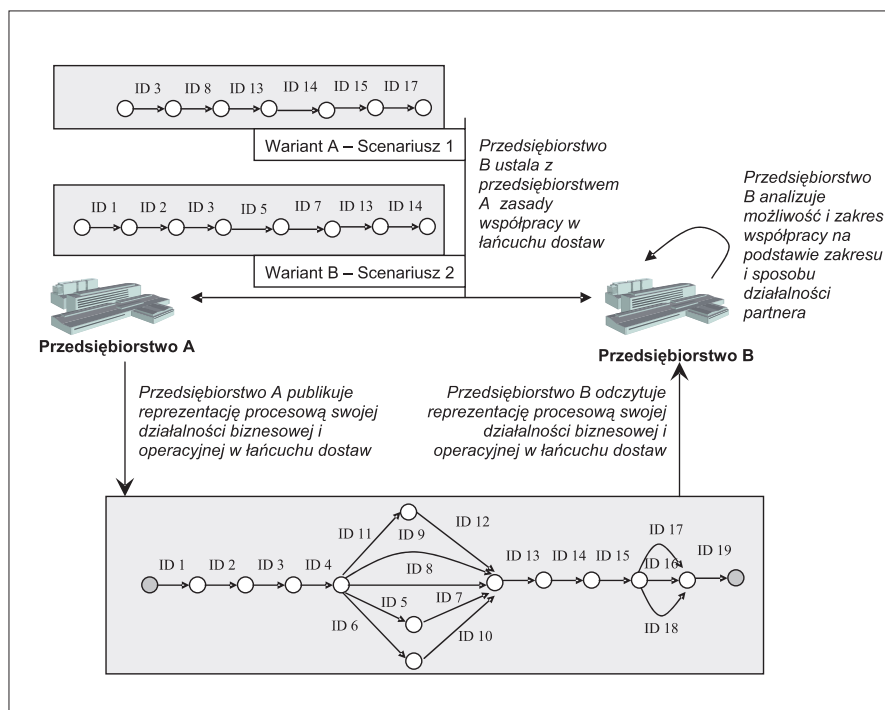 ID 3 ID 8 ID 13 ID 14 ID 15 ID 17
Wariant A – Scenariusz 1
ID 1 ID 2 ID 3 ID 5 ID 7 ID 13 ID 14
Wariant B – Scenariusz 2
Przedsiębiorstwo
B ustala z
przedsiębiorstwem
A zasady
współpracy w
łańcuchu dostaw
Przedsiębiorstwo
B analizuje
możliwość i zakres
współpracy na
podstawie zakresu
i sposobu
działalności
partnera
Przedsiębiorstwo A
Przedsiębiorstwo B
Przedsiębiorstwo A publikuje
reprezentację procesową swojej
działalności biznesowej i
operacyjnej w łańcuchu dostaw
Przedsiębiorstwo B odczytuje
reprezentację procesową swojej
działalności biznesowej i
operacyjnej w łańcuchu dostaw
ID 1 ID 2 ID 3 ID 4
ID 11 ID 12
ID 9
ID 8
ID 5 ID 7
ID 6 ID 10
ID 13 ID 14 ID 15
ID 17
ID 16
ID 18
ID 19